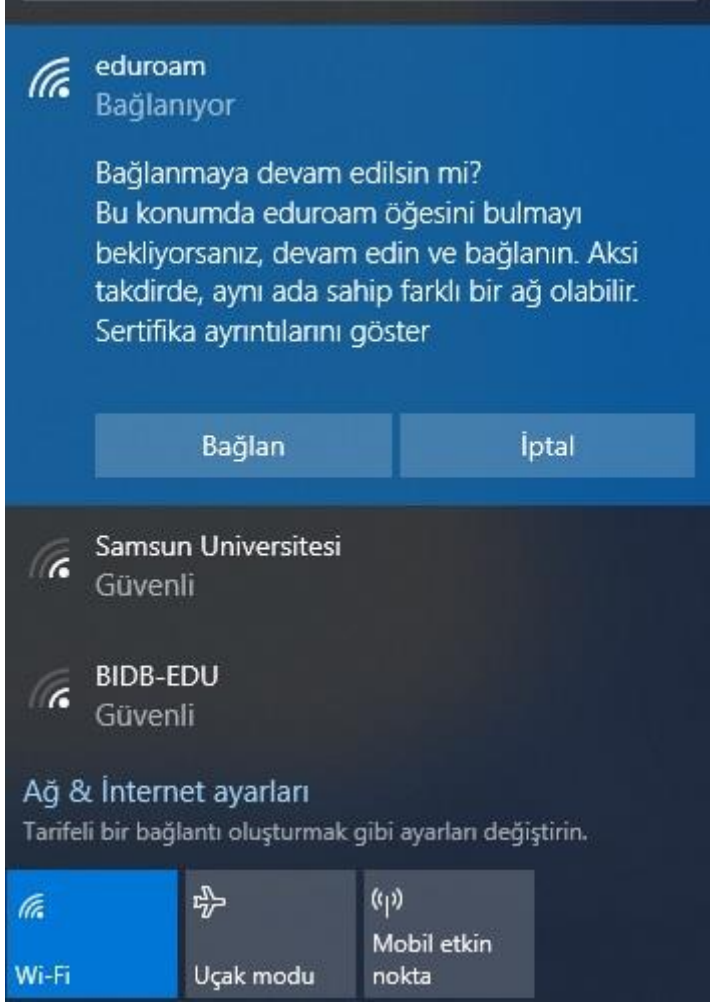 eduroam
Bağlanıyor
Bağlanmaya devam edilsin mi?
Bu konumda eduroam öğesini bulmayı
bekliyorsanız, devam edin ve bağlanın. Aksi
takdirde, aynı ada sahip farklı bir ağ olabilir.
Sertifika ayrıntılarını göster
Bağlan
İptal
Samsun Universitesi
Güvenli
BIDB-EDU
Güvenli
Ağ & İnternet ayarları
Tarifeli bir bağlantı oluşturmak gibi ayarları değiştirin.
Wi-Fi
Uçak modu
Mobil etkin
nokta